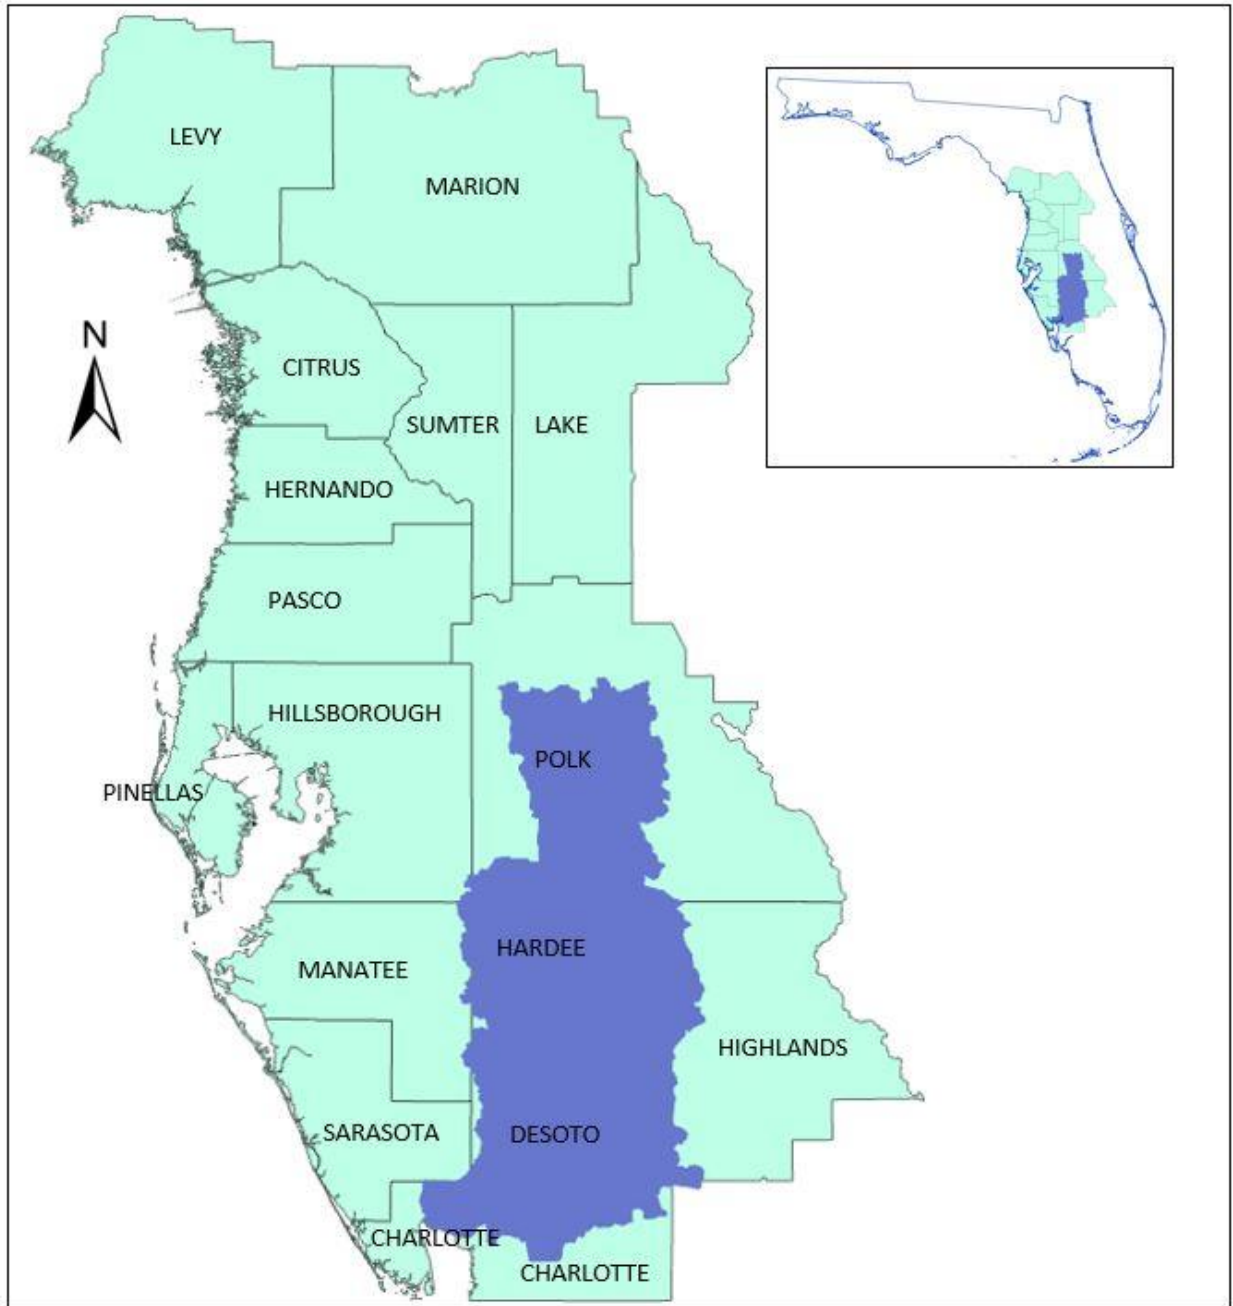 LEVY
MARION
N
CITRUS
SUMTER
LAKE
HERNANDO
PASCO
HILLSBOROUGH
POLK
PINELLAS
HARDEE
MANATEE
HIGHLANDS
SARASOTA
DESOTO
CHARLOTTE
CHARLOTTE